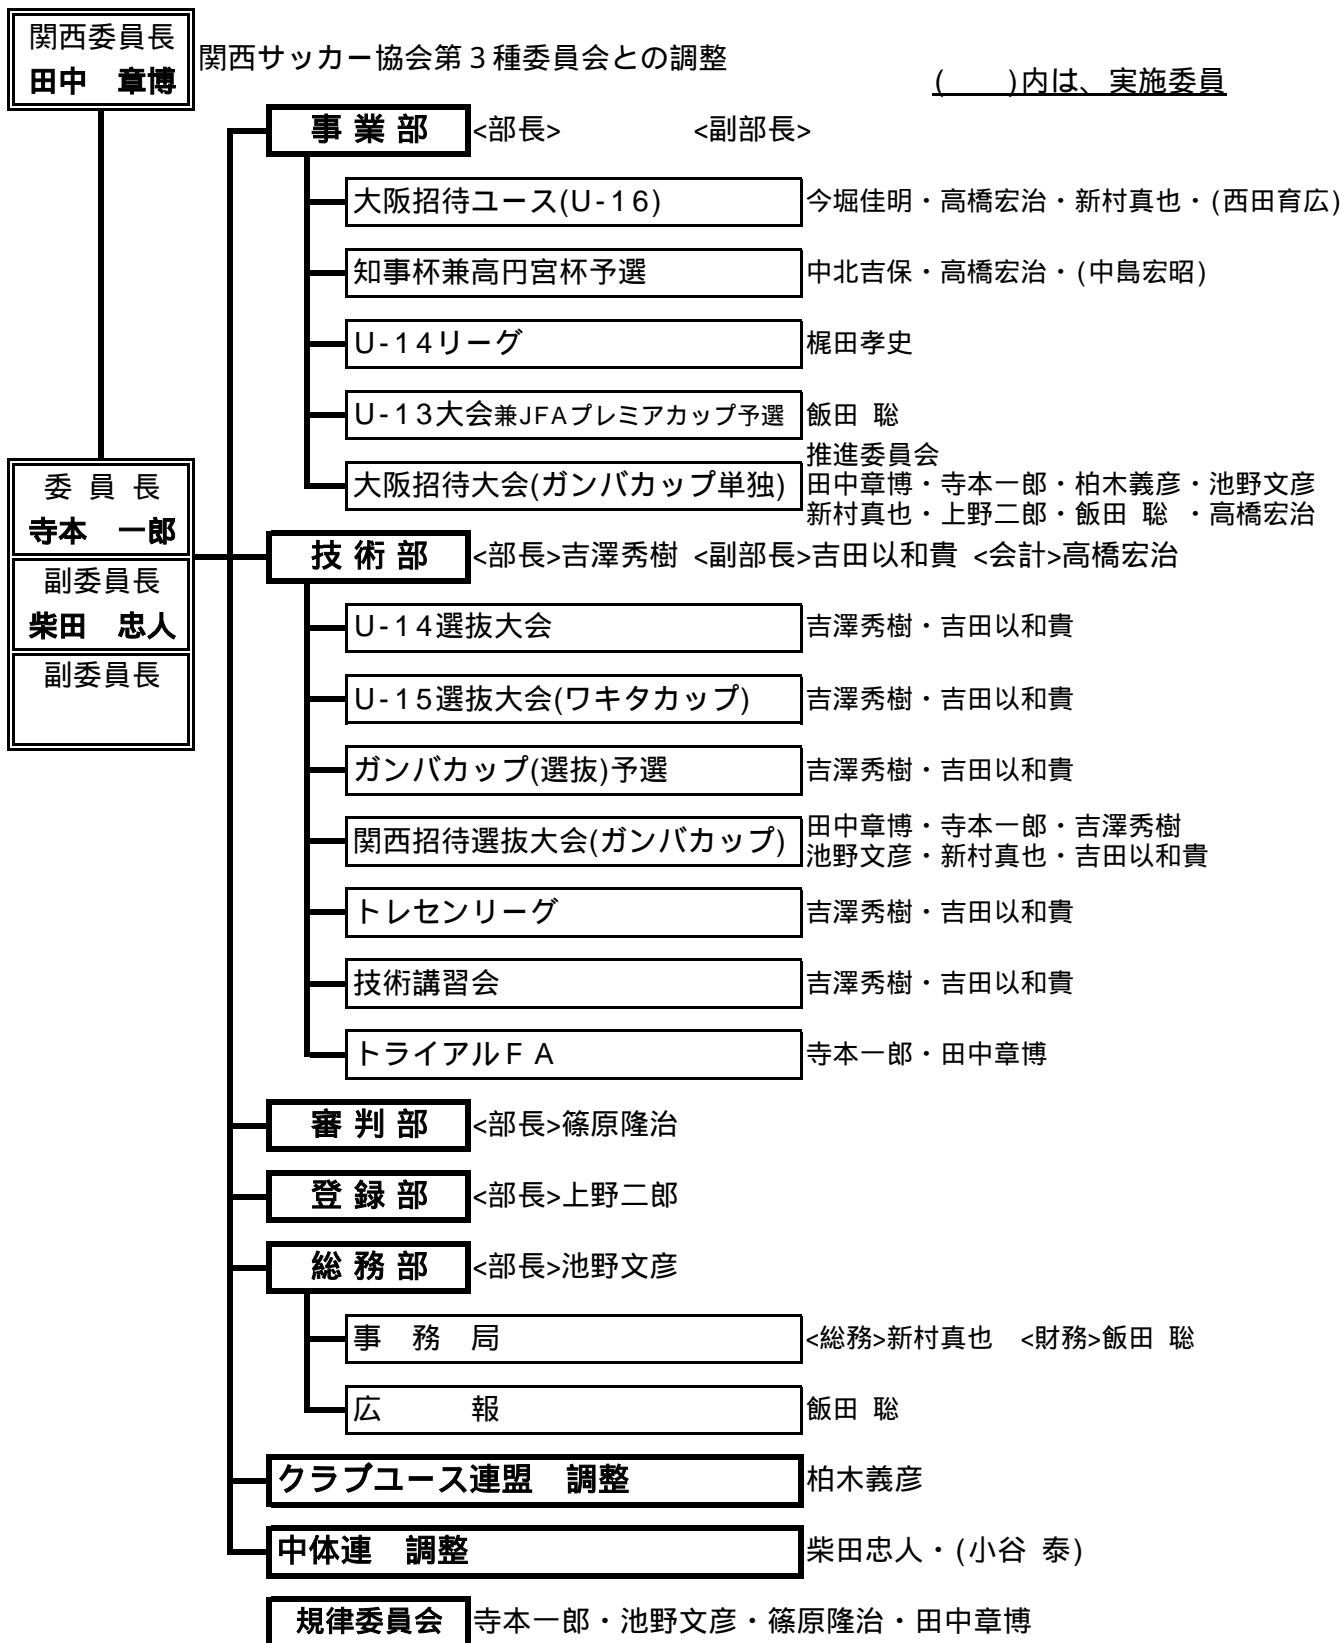 関西委員長
田中　章博
関西サッカー協会第３種委員会との調整
(　　)内は、実施委員
事 業 部 <部長>　　　　<副部長>
大阪招待ユース(U-16) 今堀佳明・高橋宏治・新村真也・(西田育広)
知事杯兼高円宮杯予選 中北吉保・高橋宏治・(中島宏昭)
U-14リーグ 梶田孝史
U-13大会兼JFAプレミアカップ予選 飯田 聡
大阪招待大会(ガンバカップ単独) 推進委員会
田中章博・寺本一郎・柏木義彦・池野文彦
新村真也・上野二郎・飯田 聡 ・高橋宏治
委 員 長
寺本　一郎
副委員長
柴田　忠人
副委員長
技 術 部 <部長>吉澤秀樹 <副部長>吉田以和貴 <会計>高橋宏治
U-14選抜大会 吉澤秀樹・吉田以和貴
U-15選抜大会(ワキタカップ) 吉澤秀樹・吉田以和貴
ガンバカップ(選抜)予選 吉澤秀樹・吉田以和貴
関西招待選抜大会(ガンバカップ) 田中章博・寺本一郎・吉澤秀樹
池野文彦・新村真也・吉田以和貴
トレセンリーグ 吉澤秀樹・吉田以和貴
技術講習会 吉澤秀樹・吉田以和貴
トライアルＦＡ 寺本一郎・田中章博
審 判 部 <部長>篠原隆治
登 録 部 <部長>上野二郎
総 務 部 <部長>池野文彦
事　務　局 <総務>新村真也　<財務>飯田 聡
広　　　報 飯田 聡
クラブユース連盟　調整 柏木義彦
中体連　調整 柴田忠人・(小谷 泰)
規律委員会 寺本一郎・池野文彦・篠原隆治・田中章博